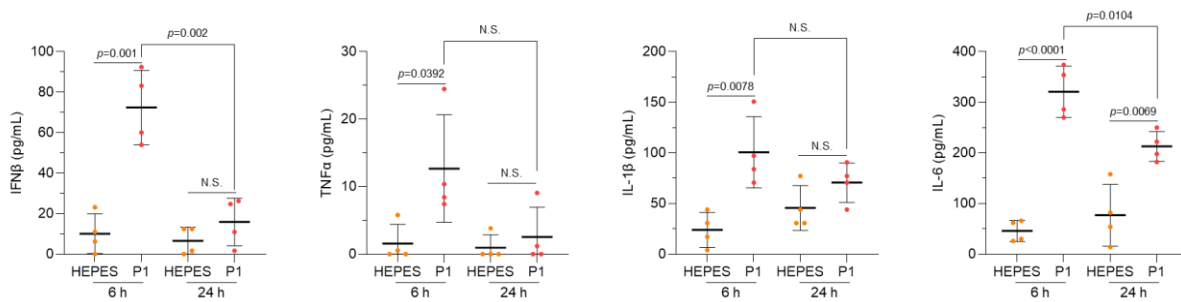 IFNβ (pg/mL)
100
80
60
40
20
0
p=0.002
p=0.001
N.S.
HEPES P1 HEPES P1
6 h 24 h
TNFα (pg/mL)
30
20
10
0
N.S.
p=0.0392
N.S.
HEPES P1 HEPES P1
6 h 24 h
IL-1β (pg/mL)
200
150
100
50
0
N.S.
p=0.0078
N.S.
HEPES P1 HEPES P1
6 h 24 h
IL-6 (pg/mL)
400
300
200
100
0
p=0.0104
p<0.0001
p=0.0069
HEPES P1 HEPES P1
6 h 24 h